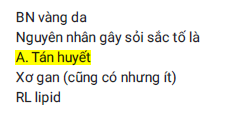 BN vàng da
Nguyên nhân gây sỏi sắc tố là
A. Tán huyết
Xơ gan (cũng có nhưng ít)
RL lipid